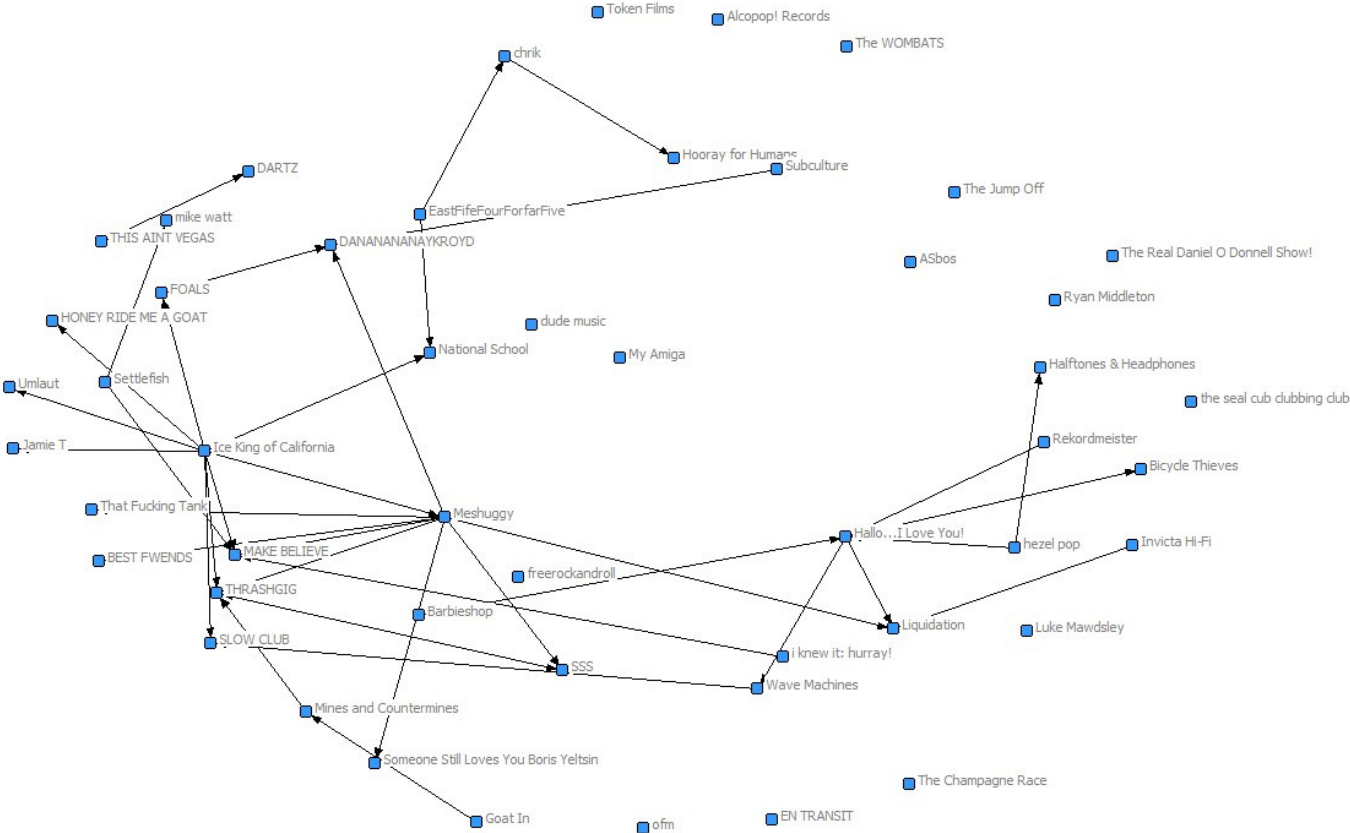 Token Films
Alcopop! Records
The WOMBATS
chrik
Hooray for Humans
Subculture
DARTZ
The Jump Off
mike watt
EastFifeFourForfarFive
THIS AINT VEGAS
DANANANANAYKROYD
The Real Daniel O Donnell Show!
ASbos
FOALS
Ryan Middleton
HONEY RIDE ME A GOAT
dude music
National School
My Amiga
Halftones & Headphones
Settlefish
Umlaut
the seal cub clubbing club
Rekordmeister
Jamie T
Ice King of California
Bicycle Thieves
That Fucking Tank
Meshuggy
Hallo...I Love You!
hezel pop
Invicta Hi-Fi
MAKE BELIEVE
BEST FWENDS
freerockandroll
THRASHGIG
Barbieshop
Liquidation
Luke Mawdsley
SLOW CLUB
i knew it: hurray!
SSS
Wave Machines
Mines and Countermines
Someone Still Loves You Boris Yeltsin
The Champagne Race
Goat In
EN TRANSIT
ofm